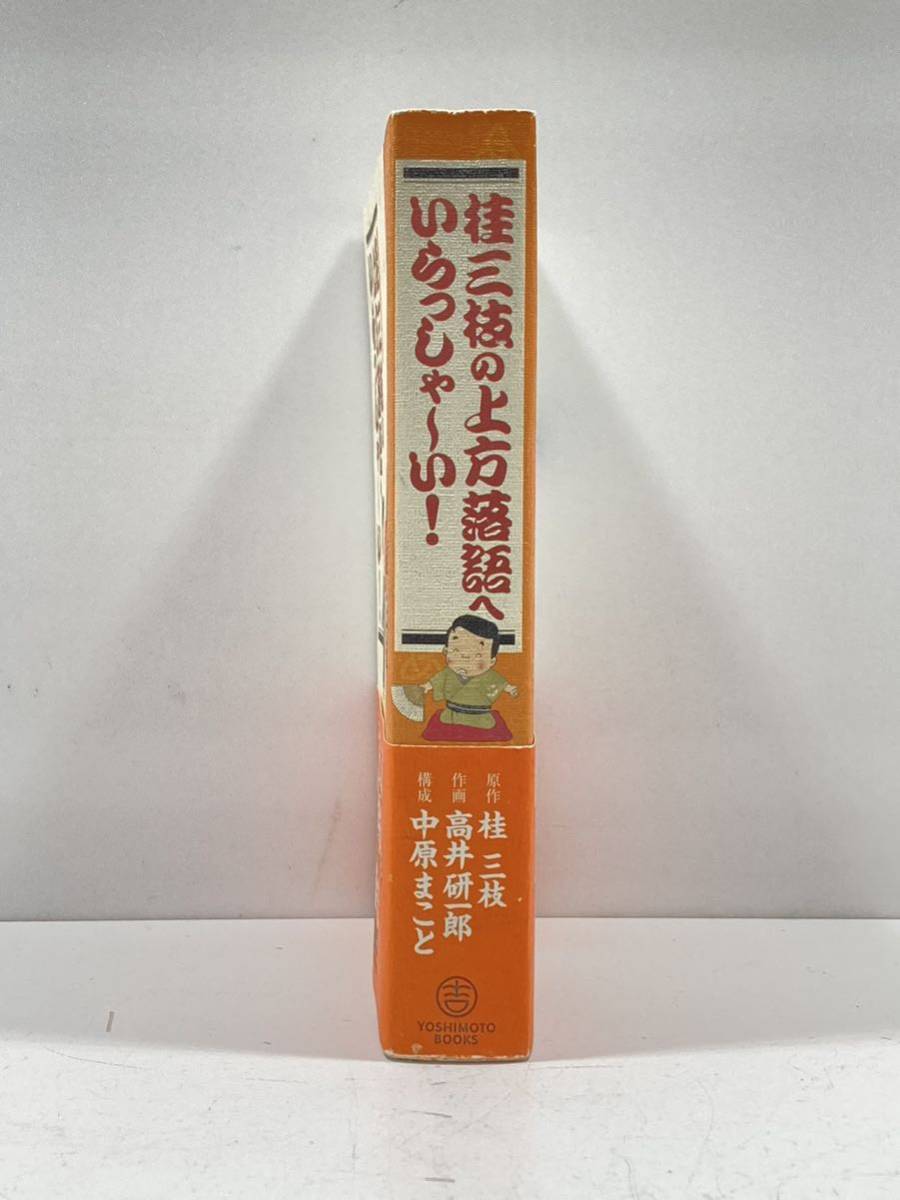 桂三枝の上方落語へ
いらっしゃ～い！
原作 桂 三枝
作画 高井研一郎
構成 中原まこと
吉
YOSHIMOTO
BOOKS